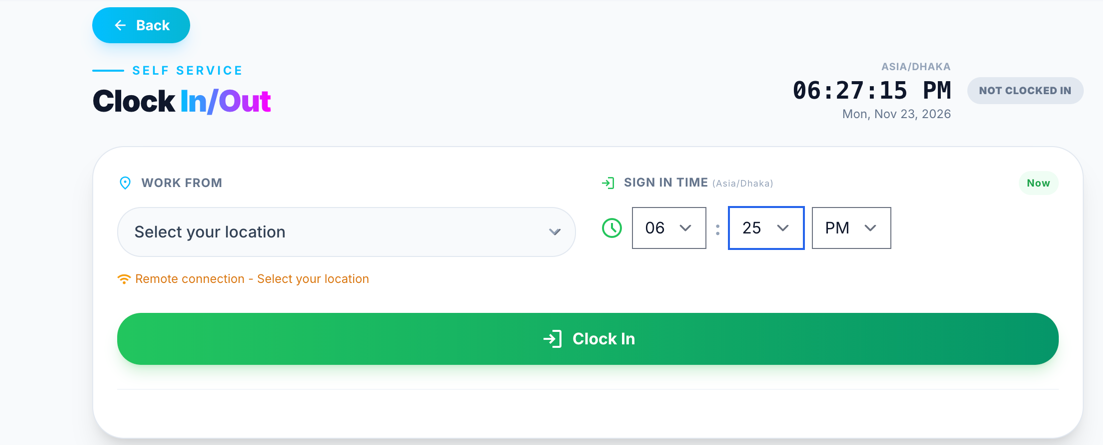 Back
SELF SERVICE
Clock In/Out
ASIA/DHAKA
06:27:15 PM
NOT CLOCKED IN
Mon, Nov 23, 2026
WORK FROM
SIGN IN TIME (Asia/Dhaka)
Now
Select your location
06 : 25 PM
Remote connection - Select your location
Clock In